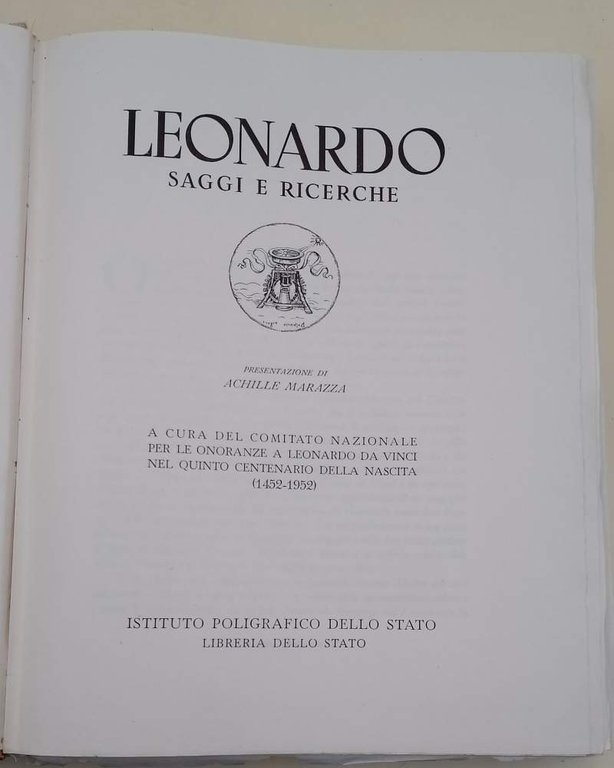 LEONARDO
SAGGI E RICERCHE
PRESENTAZIONE DI
ACHILLE MARAZZA
A CURA DEL COMITATO NAZIONALE
PER LE ONORANZE A LEONARDO DA VINCI
NEL QUINTO CENTENARIO DELLA NASCITA
(1452-1952)
ISTITUTO POLIGRAFICO DELLO STATO
LIBRERIA DELLO STATO